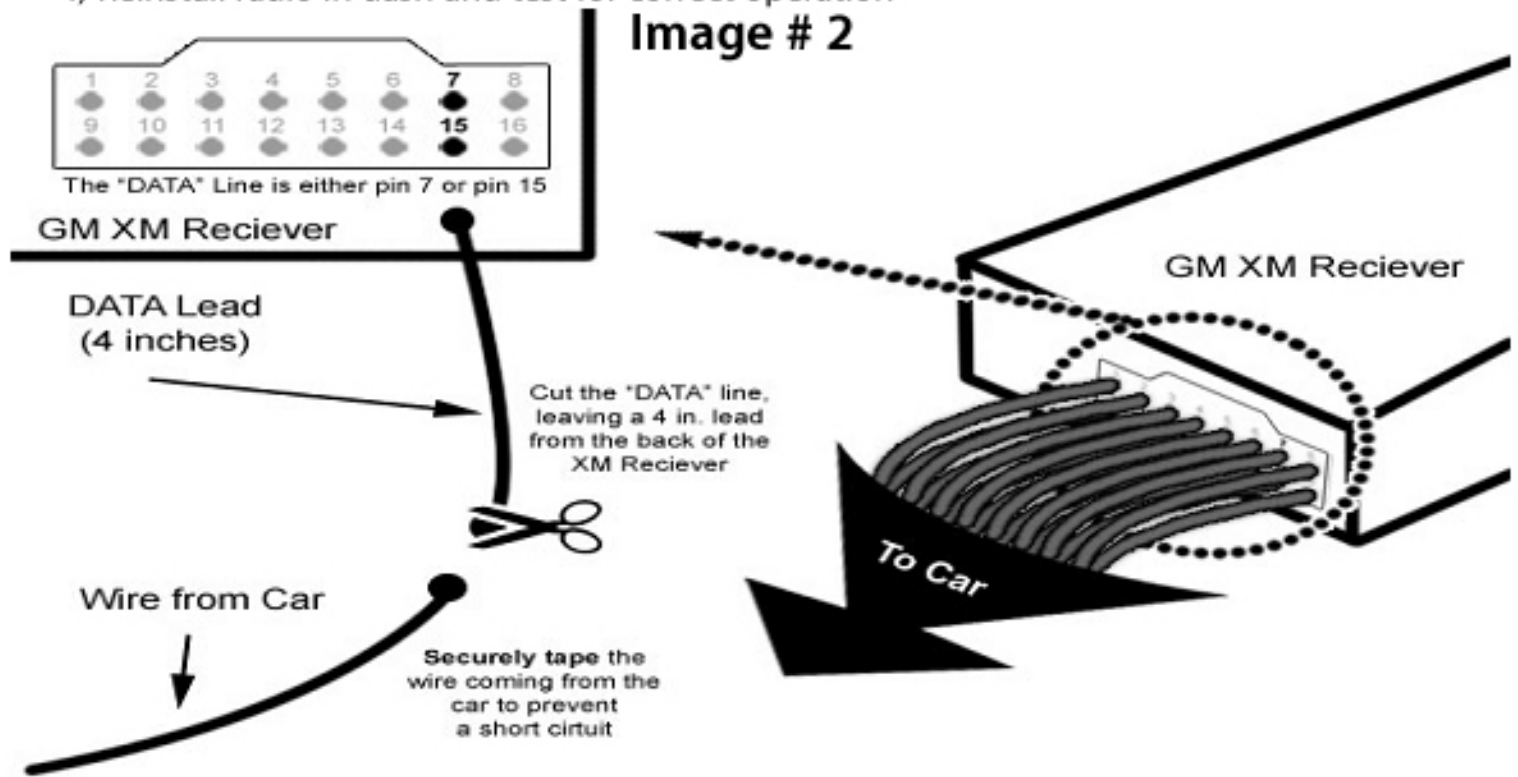 Image # 2
1 2 3 4 5 6 7 8
9 10 11 12 13 14 15 16
The "DATA" Line is either pin 7 or pin 15
GM XM Reciever
DATA Lead
(4 inches)
Cut the "DATA" line,
leaving a 4 in. lead
from the back of the
XM Reciever
Wire from Car
Securely tape the
wire coming from the
car to prevent
a short cirtuit
GM XM Reciever
To Car